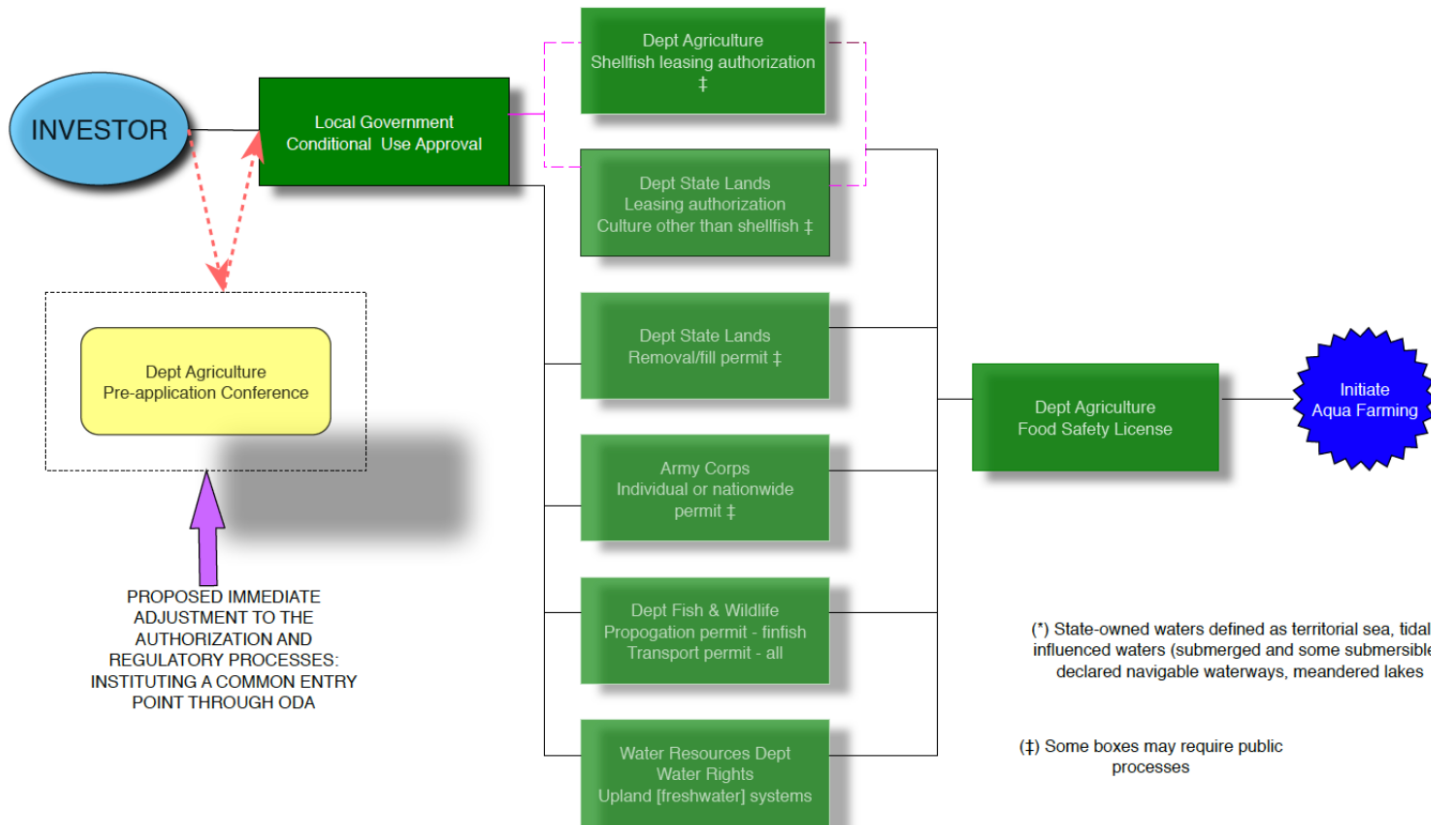 INVESTOR
Local Government
Conditional Use Approval
Dept Agriculture
Shellfish leasing authorization
‡
Dept State Lands
Leasing authorization
Culture other than shellfish ‡
Dept State Lands
Removal/fill permit ‡
Army Corps
Individual or nationwide
permit ‡
Dept Fish & Wildlife
Propogation permit - finfish
Transport permit - all
Water Resources Dept
Water Rights
Upland [freshwater] systems
Dept Agriculture
Pre-application Conference
PROPOSED IMMEDIATE
ADJUSTMENT TO THE
AUTHORIZATION AND
REGULATORY PROCESSES:
INSTITUTING A COMMON ENTRY
POINT THROUGH ODA
Dept Agriculture
Food Safety License
Initiate
Aqua Farming
(*) State-owned waters defined as territorial sea, tidal
influenced waters (submerged and some submersible
declared navigable waterways, meandered lakes
(‡) Some boxes may require public
processes